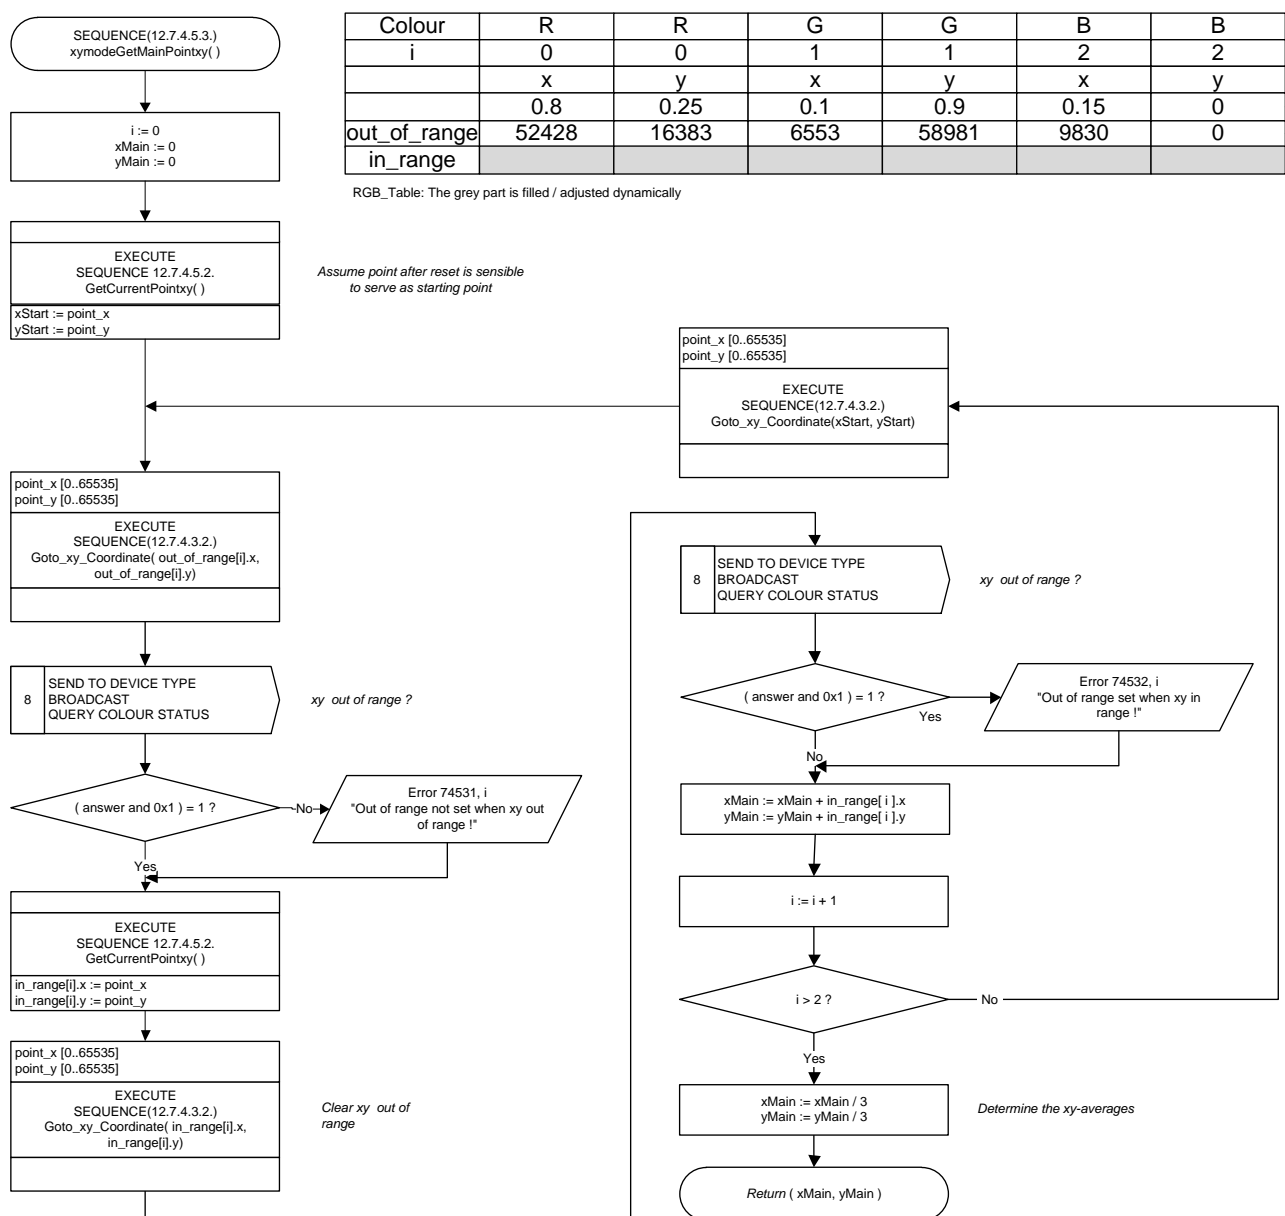 SEQUENCE(12.7.4.5.3.)
xymodeGetMainPointxy( )
Colour R R G G B B
i 0 0 1 1 2 2
x y x y x y
0.8 0.25 0.1 0.9 0.15 0
out_of_range 52428 16383 6553 58981 9830 0
in_range
RGB_Table: The grey part is filled / adjusted dynamically
i := 0
xMain := 0
yMain := 0
EXECUTE
SEQUENCE 12.7.4.5.2.
GetCurrentPointxy( )
xStart := point_x
yStart := point_y
Assume point after reset is sensible
to serve as starting point
point_x [0..65535]
point_y [0..65535]
EXECUTE
SEQUENCE(12.7.4.3.2.)
Goto_xy_Coordinate(xStart, yStart)
point_x [0..65535]
point_y [0..65535]
EXECUTE
SEQUENCE(12.7.4.3.2.)
Goto_xy_Coordinate( out_of_range[i].x,
out_of_range[i].y)
8
SEND TO DEVICE TYPE
BROADCAST
QUERY COLOUR STATUS
xy out of range ?
( answer and 0x1 ) = 1 ?
No
Error 74531, i
"Out of range not set when xy out
of range !"
Yes
EXECUTE
SEQUENCE 12.7.4.5.2.
GetCurrentPointxy( )
in_range[i].x := point_x
in_range[i].y := point_y
point_x [0..65535]
point_y [0..65535]
EXECUTE
SEQUENCE(12.7.4.3.2.)
Goto_xy_Coordinate( in_range[i].x,
in_range[i].y)
Clear xy out of
range
8
SEND TO DEVICE TYPE
BROADCAST
QUERY COLOUR STATUS
xy out of range ?
( answer and 0x1 ) = 1 ?
Yes
Error 74532, i
"Out of range set when xy in
range !"
No
xMain := xMain + in_range[ i ].x
yMain := yMain + in_range[ i ].y
i := i + 1
i > 2 ?
No
Yes
xMain := xMain / 3
yMain := yMain / 3
Determine the xy-averages
Return ( xMain, yMain )